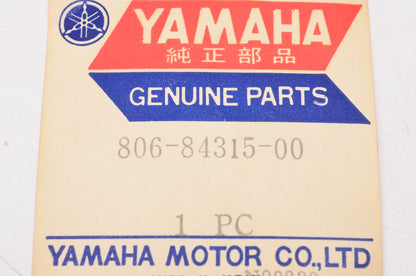 YAMAHA
純正部品
GENUINE PARTS
806-84315-00
1 PC
YAMAHA MOTOR CO.,LTD